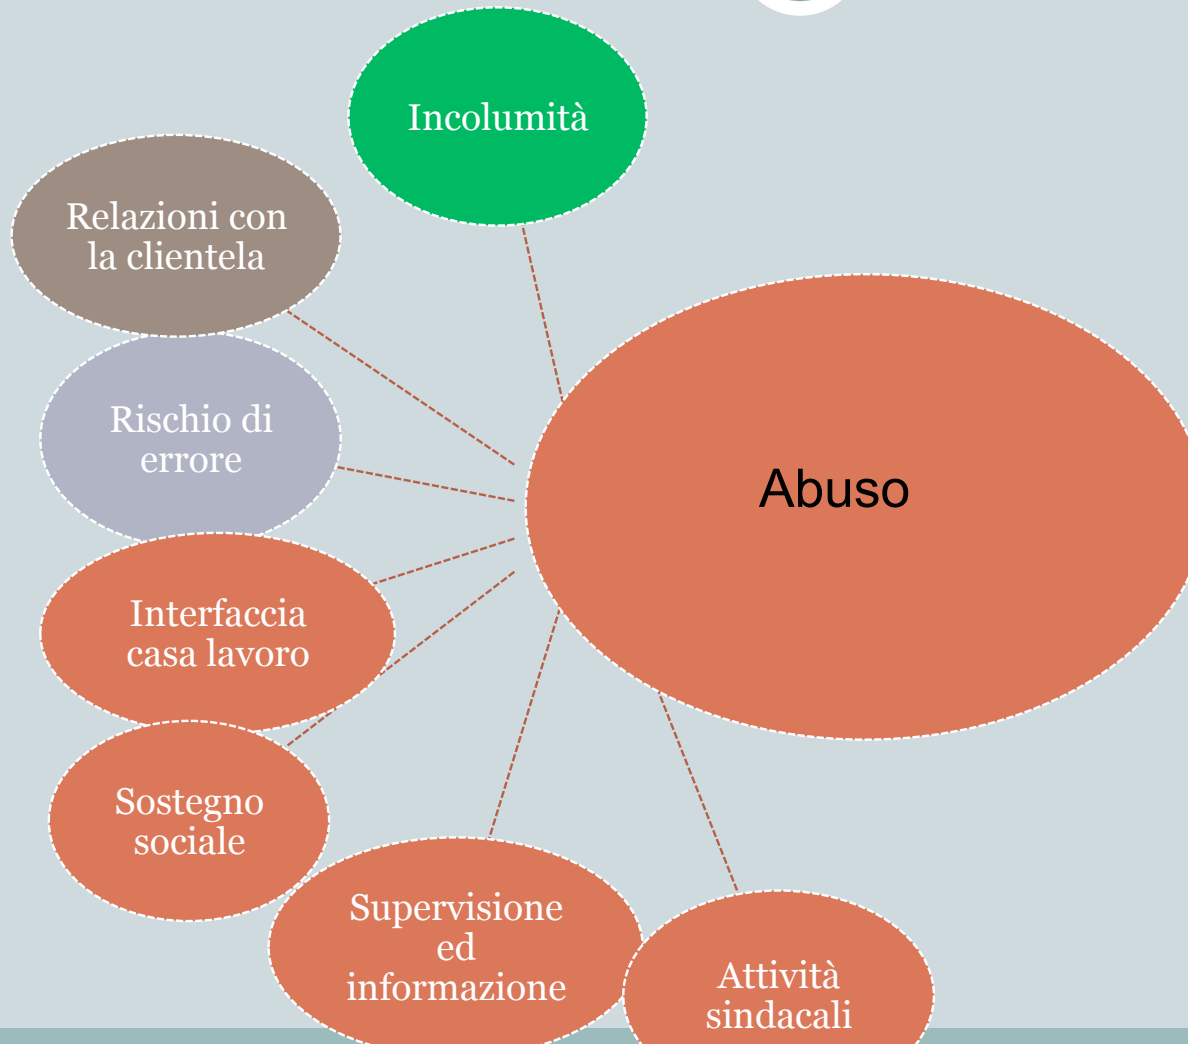 Incolumità
Relazioni con
la clientela
Rischio di
errore
Abuso
Interfaccia
casa lavoro
Sostegno
sociale
Supervisione
ed
informazione
Attività
sindacali